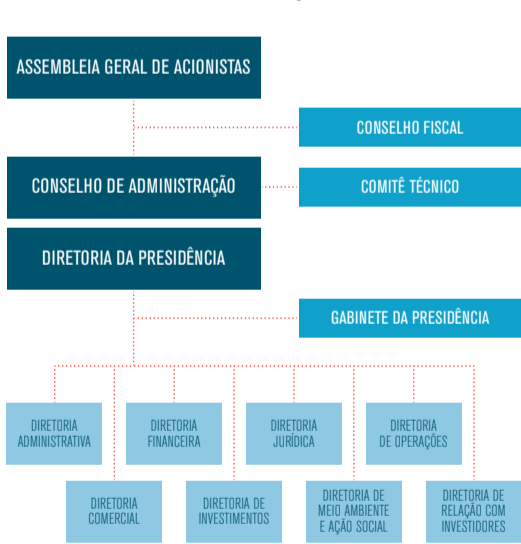 ASSEMBLEIA GERAL DE ACIONISTAS
CONSELHO FISCAL
CONSELHO DE ADMINISTRAÇÃO
COMITÊ TÉCNICO
DIRETORIA DA PRESIDÊNCIA
GABINETE DA PRESIDÊNCIA
DIRETORIA
ADMINISTRATIVA
DIRETORIA
FINANCEIRA
DIRETORIA
JURÍDICA
DIRETORIA
DE OPERAÇÕES
DIRETORIA
COMERCIAL
DIRETORIA DE
INVESTIMENTOS
DIRETORIA DE
MEIO AMBIENTE
E AÇÃO SOCIAL
DIRETORIA DE
RELAÇÃO COM
INVESTIDORES